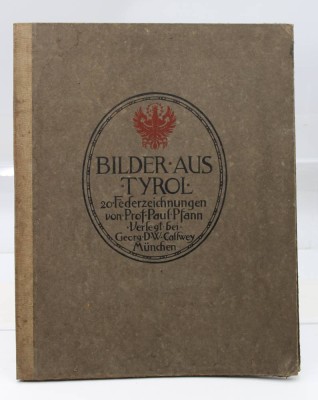 BILDER·AUS
·TYROL·
20·Federzeichnungen
von·Prof·Paul·Pfann
·Verlegt bei·
Georg·D·W·Callwey
München